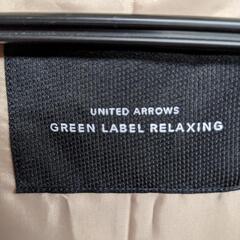 UNITED ARROWS
GREEN LABEL RELAXING